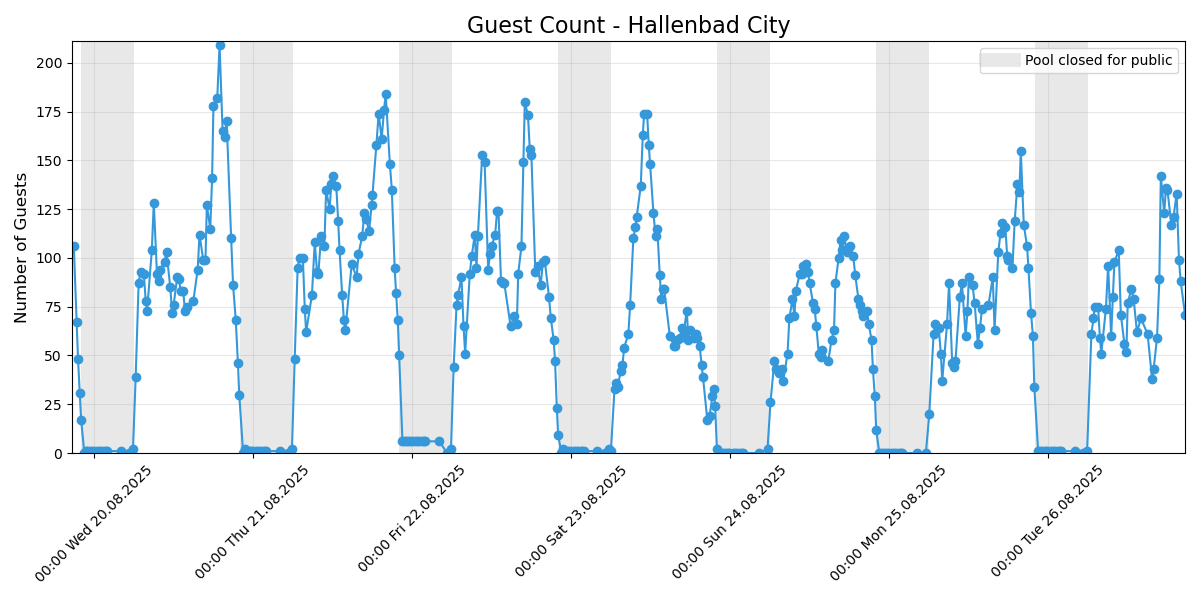 Guest Count - Hallenbad City
Pool closed for public
Number of Guests
200
175
150
125
100
75
50
25
0
00:00 Wed 20.08.2025
00:00 Thu 21.08.2025
00:00 Fri 22.08.2025
00:00 Sat 23.08.2025
00:00 Sun 24.08.2025
00:00 Mon 25.08.2025
00:00 Tue 26.08.2025